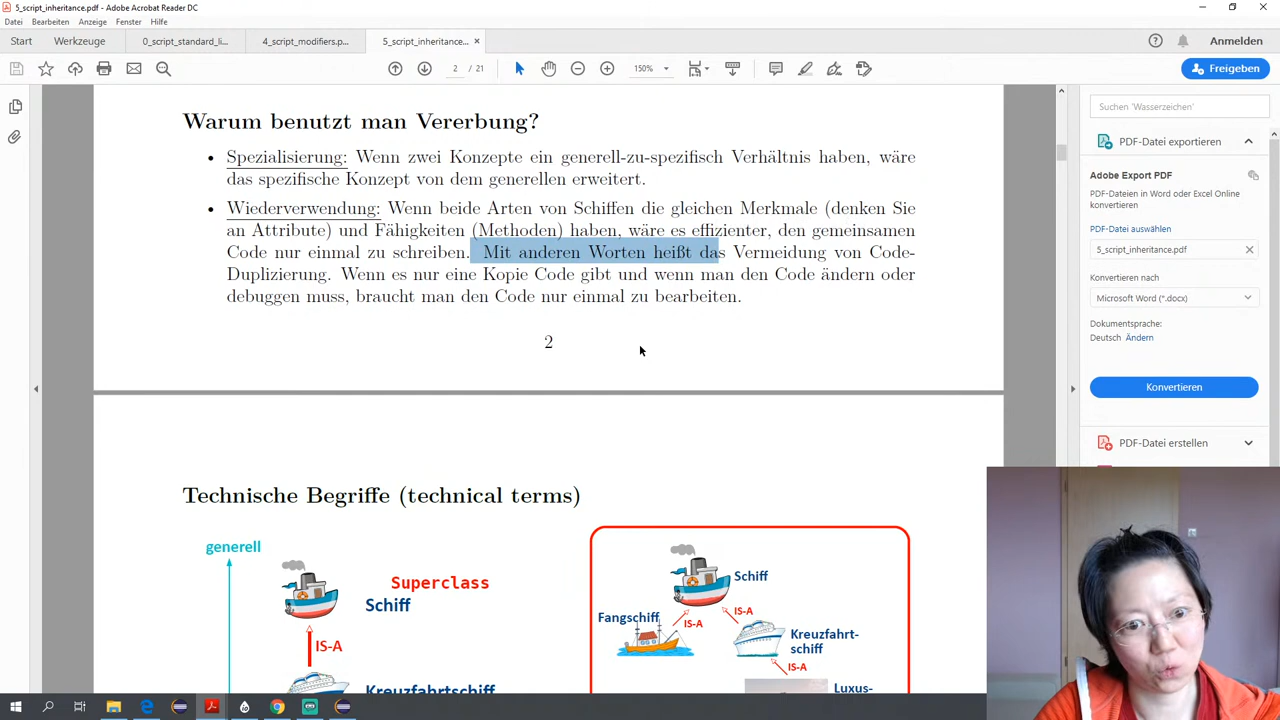 5_script_inheritance.pdf - Adobe Acrobat Reader DC
Datei Bearbeiten Anzeige Fenster Hilfe
Start Werkzeuge 0_script_standard_li... 4_script_modifiers.p... 5_script_inheritance... × Anmelden
2 / 21 150% Freigeben
Warum benutzt man Vererbung?
• Spezialisierung: Wenn zwei Konzepte ein generell-zu-spezifisch Verhältnis haben, wäre
das spezifische Konzept von dem generellen erweitert.
• Wiederverwendung: Wenn beide Arten von Schiffen die gleichen Merkmale (denken Sie
an Attribute) und Fähigkeiten (Methoden) haben, wäre es effizienter, den gemeinsamen
Code nur einmal zu schreiben. Mit anderen Worten heißt das Vermeidung von Code-
Duplizierung. Wenn es nur eine Kopie Code gibt und wenn man den Code ändern oder
debuggen muss, braucht man den Code nur einmal zu bearbeiten.
2
Technische Begriffe (technical terms)
generell
Superclass
Schiff
IS-A
Kreuzfahrtschiff
Schiff
Fangschiff
IS-A
IS-A
Kreuzfahrt-
schiff
IS-A
Luxus-
Suchen 'Wasserzeichen'
PDF-Datei exportieren
Adobe Export PDF
PDF-Dateien in Word oder Excel Online
konvertieren
PDF-Datei auswählen
5_script_inheritance.pdf
Konvertieren nach
Microsoft Word (*.docx)
Dokumentsprache:
Deutsch Ändern
Konvertieren
PDF-Datei erstellen